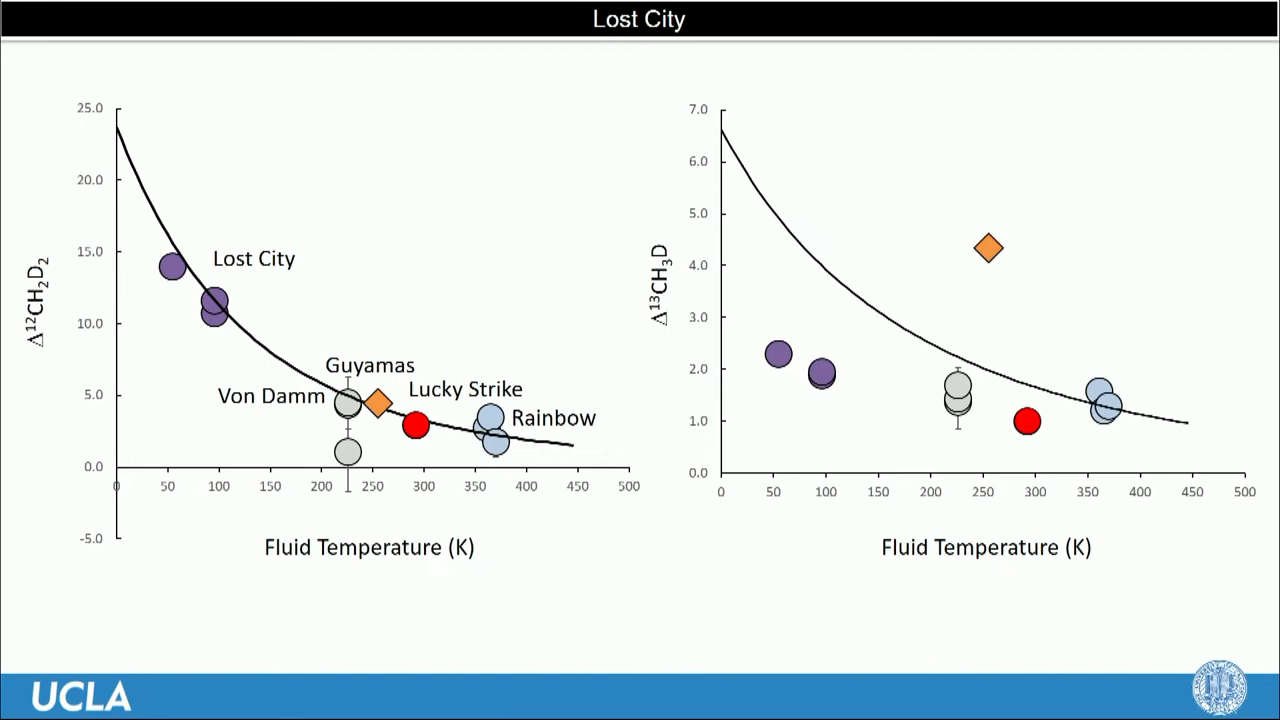 Lost City
25.0
20.0
15.0
10.0
5.0
0.0
-5.0
Δ12CH2D2
Lost City
Guyamas
Von Damm
Lucky Strike
Rainbow
0 50 100 150 200 250 300 350 400 450 500
Fluid Temperature (K)
7.0
6.0
5.0
4.0
3.0
2.0
1.0
0.0
Δ13CH3D
0 50 100 150 200 250 300 350 400 450 500
Fluid Temperature (K)
UCLA